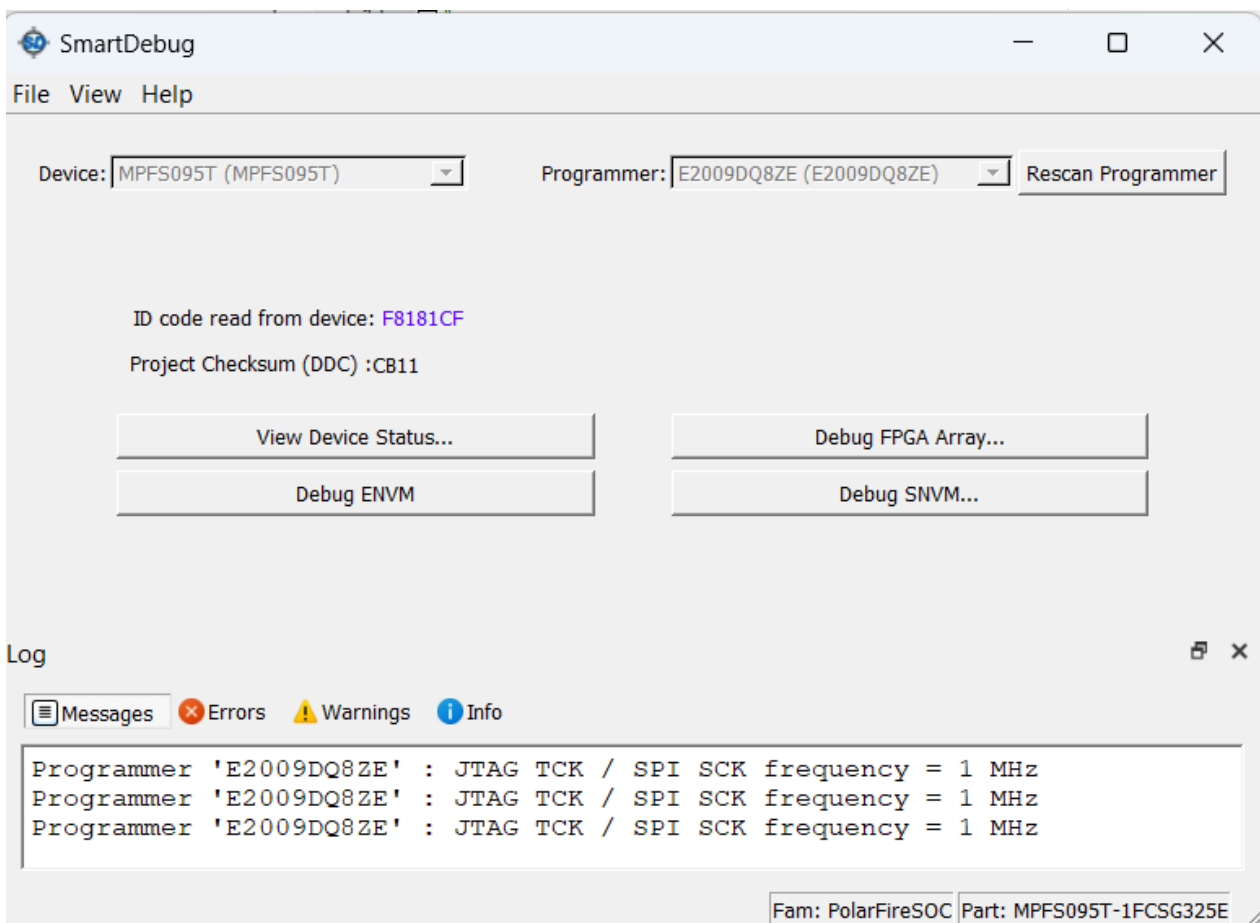 SmartDebug
File View Help
Device: MPFS095T (MPFS095T) Programmer: E2009DQ8ZE (E2009DQ8ZE) Rescan Programmer
ID code read from device: F8181CF
Project Checksum (DDC) :CB11
View Device Status... Debug FPGA Array...
Debug ENVM Debug SNVM...
Log
Messages Errors Warnings Info
Programmer 'E2009DQ8ZE' : JTAG TCK / SPI SCK frequency = 1 MHz
Programmer 'E2009DQ8ZE' : JTAG TCK / SPI SCK frequency = 1 MHz
Programmer 'E2009DQ8ZE' : JTAG TCK / SPI SCK frequency = 1 MHz
Fam: PolarFireSOC Part: MPFS095T-1FCSG325E